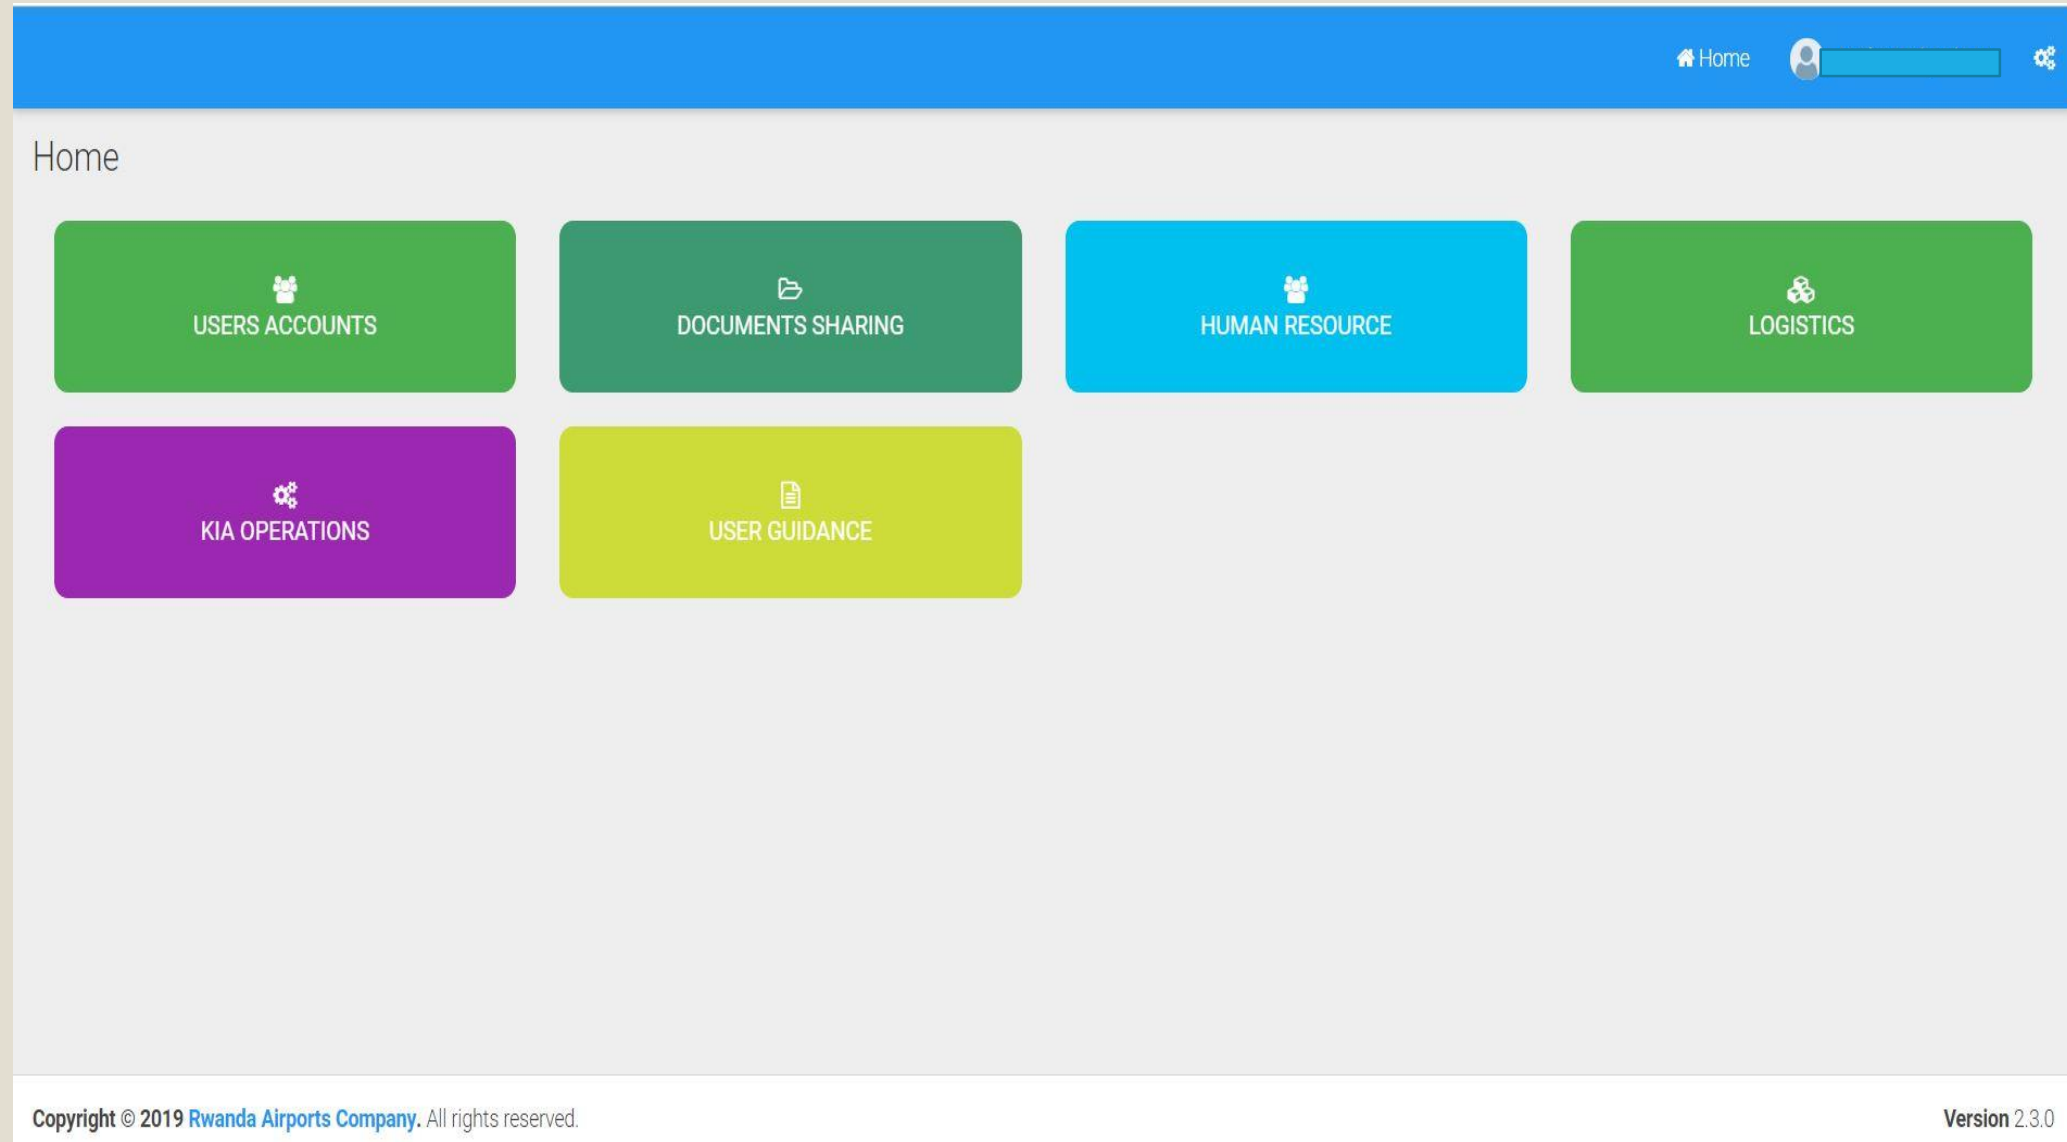 Home
Home
USERS ACCOUNTS
DOCUMENTS SHARING
HUMAN RESOURCE
LOGISTICS
KIA OPERATIONS
USER GUIDANCE
Copyright © 2019 Rwanda Airports Company. All rights reserved.
Version 2.3.0